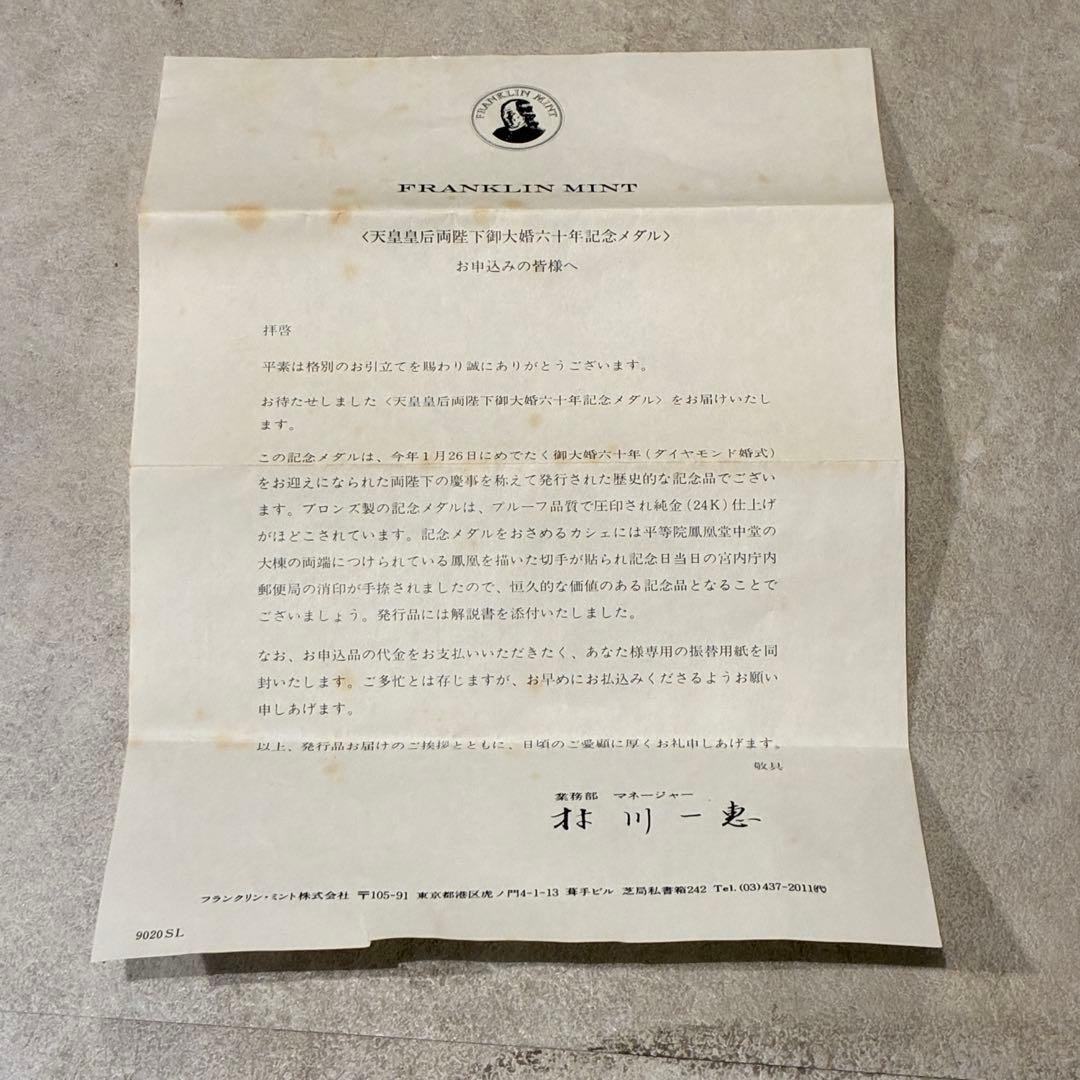 FRANKLIN MINT
FRANKLIN MINT
〈天皇皇后両陛下御大婚六十年記念メダル〉
お申込みの皆様へ
拝啓
平素は格別のお引立てを賜わり誠にありがとうございます。
お待たせしました〈天皇皇后両陛下御大婚六十年記念メダル〉をお届けいたし
ます。
この記念メダルは、今年1月26日にめでたく御大婚六十年(ダイヤモンド婚式)
をお迎えになられた両陛下の慶事を称えて発行された歴史的な記念品でござい
ます。ブロンズ製の記念メダルは、プルーフ品質で圧印され純金(24K)仕上げ
がほどこされています。記念メダルをおさめるカシェには平等院鳳凰堂中堂の
大棟の両端につけられている鳳凰を描いた切手が貼られ記念日当日の宮内庁内
郵便局の消印が手捺されましたので、恒久的な価値のある記念品となることで
ございましょう。発行品には解説書を添付いたしました。
なお、お申込品の代金をお支払いいただきたく、あなた様専用の振替用紙を同
封いたします。ご多忙とは存じますが、お早めにお払込みくださるようお願い
申しあげます。
以上、発行品お届けのご挨拶とともに、日頃のご愛顧に厚くお礼申しあげます。
敬具
業務部 マネージャー
川一恵
フランクリン・ミント株式会社 〒105-91 東京都港区虎ノ門4-1-13 葺手ビル 芝局私書箱242 Tel.(03)437-2011㈹
9020SL